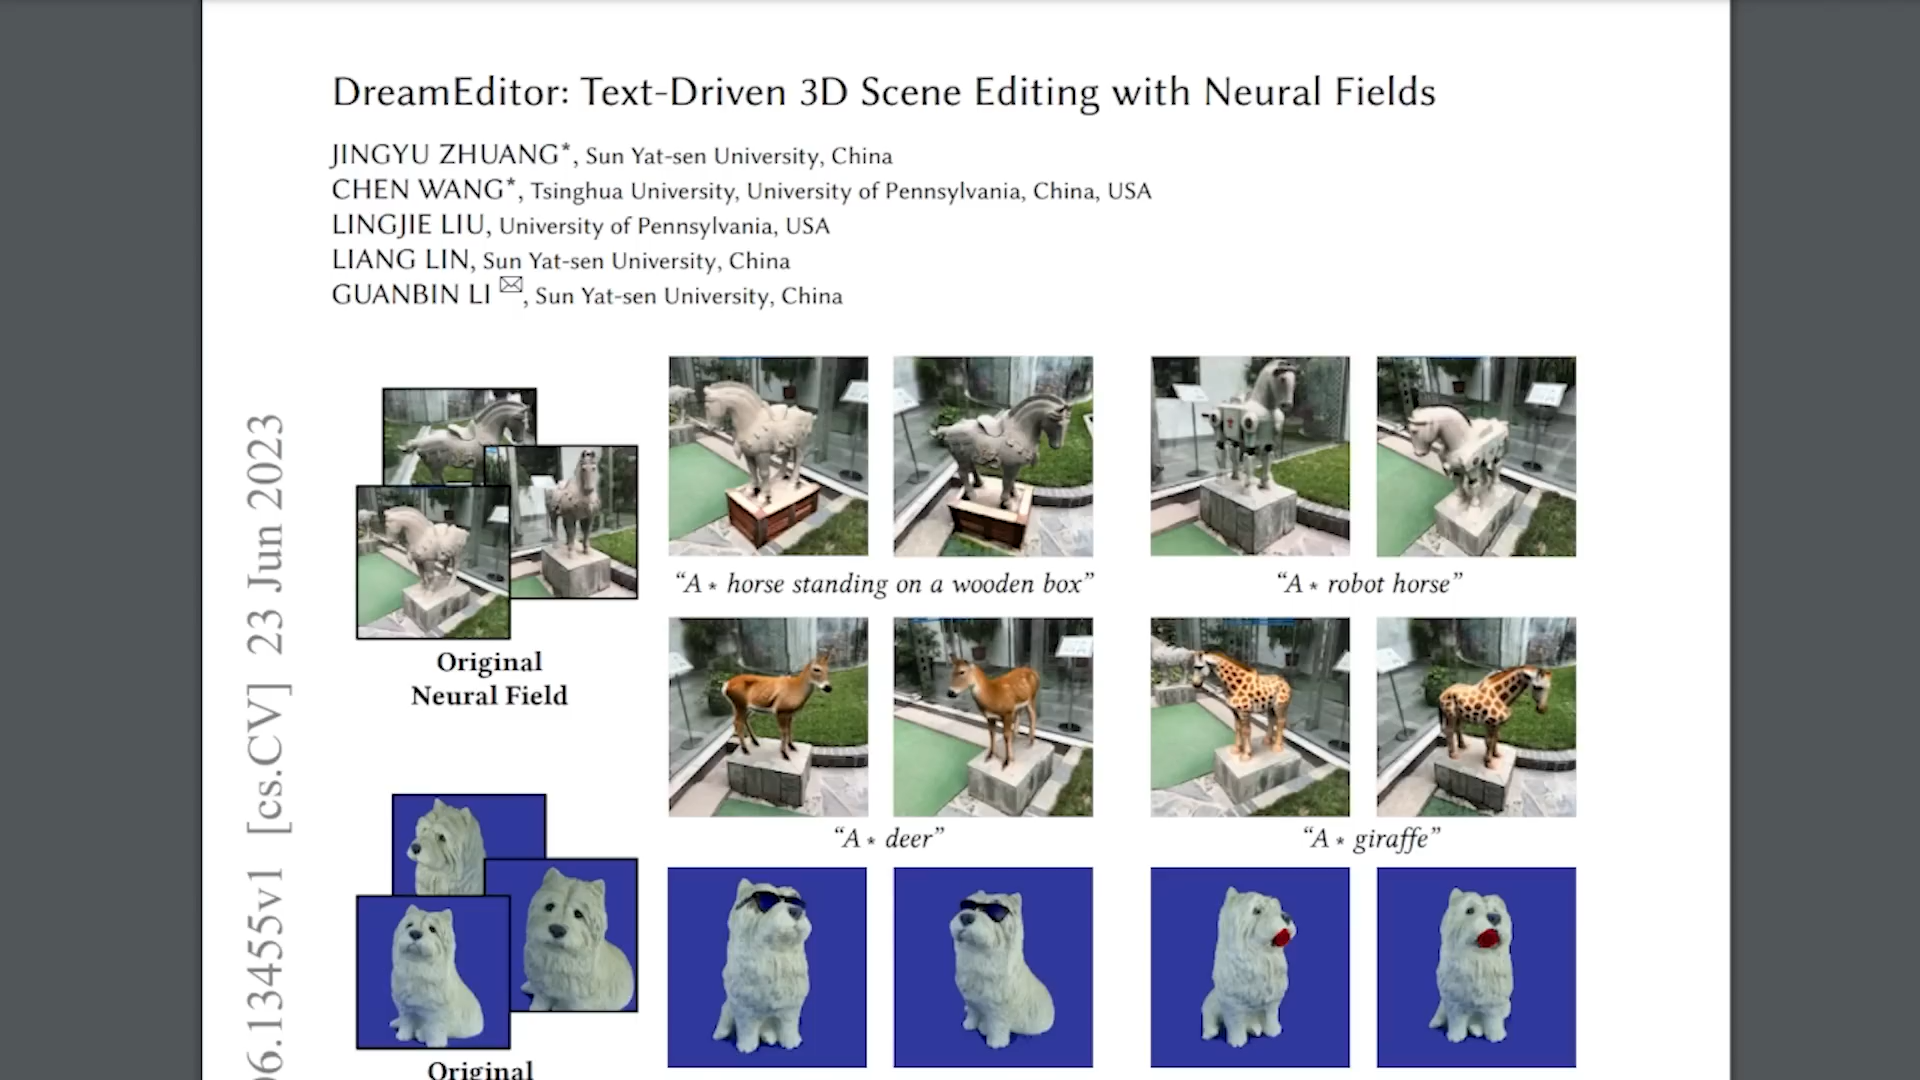 DreamEditor: Text-Driven 3D Scene Editing with Neural Fields
JINGYU ZHUANG*, Sun Yat-sen University, China
CHEN WANG*, Tsinghua University, University of Pennsylvania, China, USA
LINGJIE LIU, University of Pennsylvania, USA
LIANG LIN, Sun Yat-sen University, China
GUANBIN LI ✉, Sun Yat-sen University, China
06.13455v1 [cs.CV] 23 Jun 2023
Original
Neural Field
“A * horse standing on a wooden box”
“A * robot horse”
“A * deer”
“A * giraffe”
Original